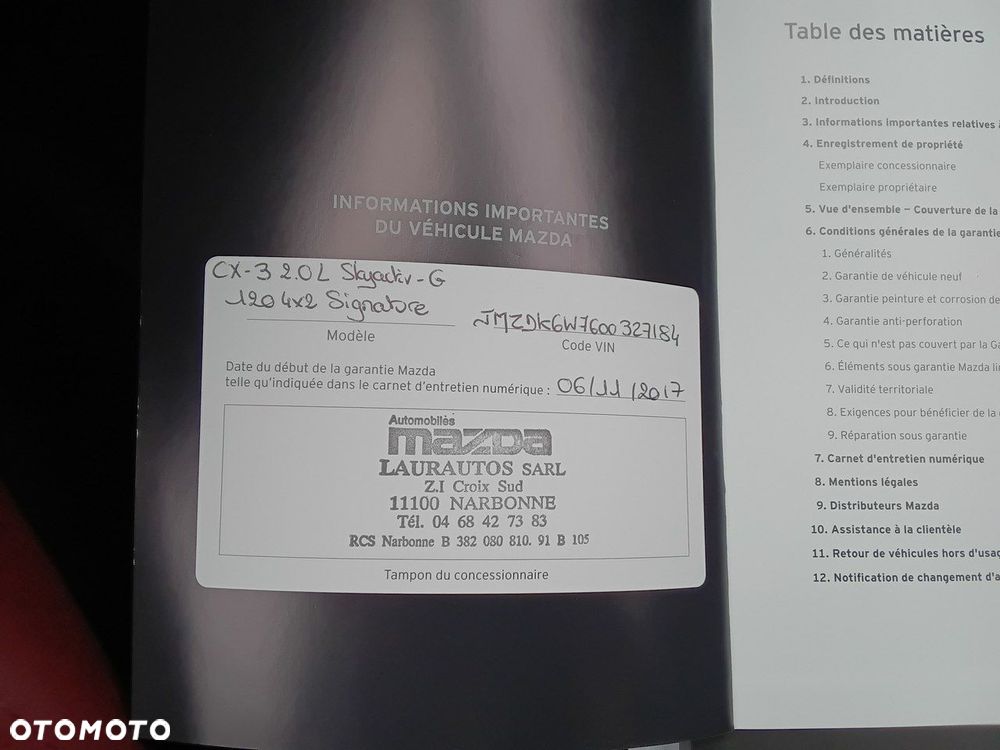 INFORMATIONS IMPORTANTES
DU VÉHICULE MAZDA
CX-3 2.0L Skyactiv-G
120 4x2 Signature
Modèle
JMZDK6W7600327184
Code VIN
Date du début de la garantie Mazda
telle qu'indiquée dans le carnet d'entretien numérique : 06/11/2017
Automobiles
mazda
LAURAUTOS SARL
Z.I Croix Sud
11100 NARBONNE
Tél. 04 68 42 73 83
RCS Narbonne B 382 080 810. 91 B 105
Tampon du concessionnaire
Table des matières
1. Définitions
2. Introduction
3. Informations importantes relatives à
4. Enregistrement de propriété
Exemplaire concessionnaire
Exemplaire propriétaire
5. Vue d'ensemble – Couverture de la
6. Conditions générales de la garantie
1. Généralités
2. Garantie de véhicule neuf
3. Garantie peinture et corrosion de
4. Garantie anti-perforation
5. Ce qui n'est pas couvert par la Ga
6. Éléments sous garantie Mazda lim
7. Validité territoriale
8. Exigences pour bénéficier de la
9. Réparation sous garantie
7. Carnet d'entretien numérique
8. Mentions légales
9. Distributeurs Mazda
10. Assistance à la clientèle
11. Retour de véhicules hors d'usag
12. Notification de changement d'a
OTOMOTO